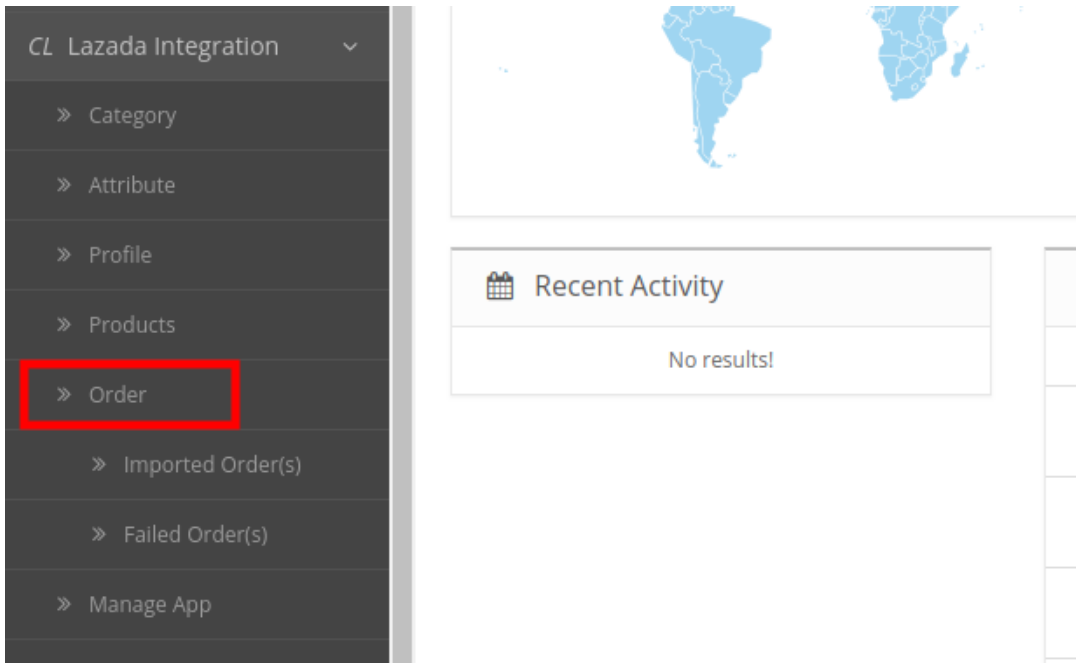 CL Lazada Integration
Category
Attribute
Profile
Products
Order
Imported Order(s)
Failed Order(s)
Manage App
Recent Activity
No results!